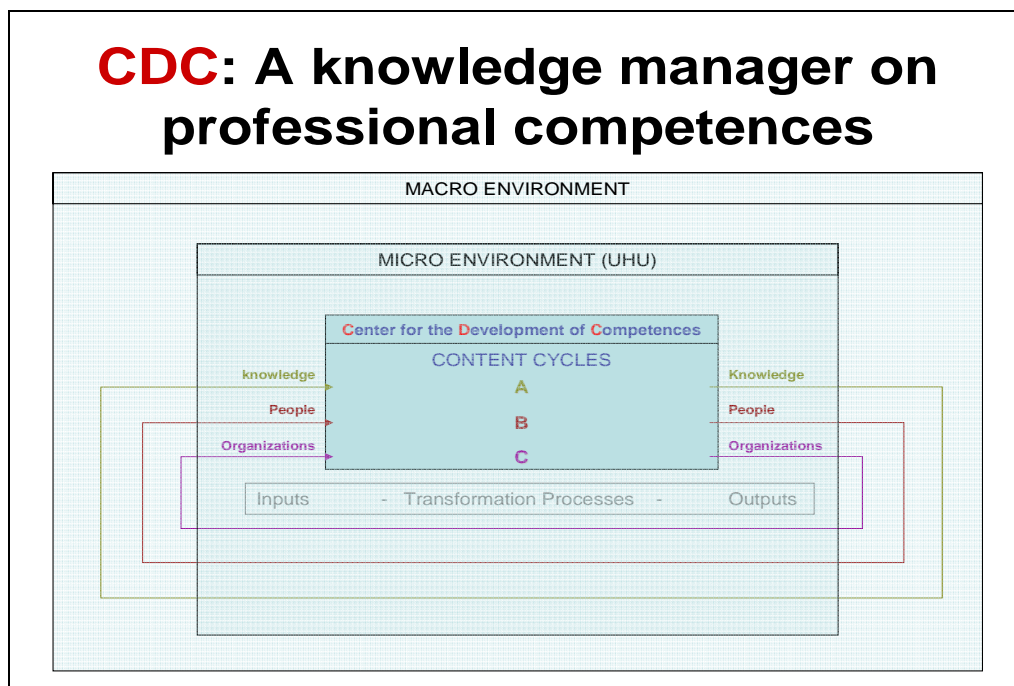 CDC: A knowledge manager on
professional competences
MACRO ENVIRONMENT
MICRO ENVIRONMENT (UHU)
Center for the Development of Competences
CONTENT CYCLES
knowledge A Knowledge
People B People
Organizations C Organizations
Inputs - Transformation Processes - Outputs